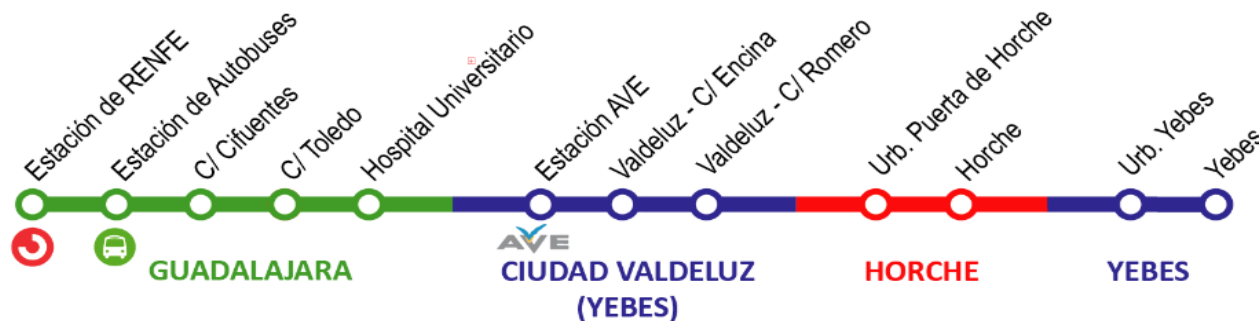 Estación de RENFE
Estación de Autobuses
C/ Cifuentes
C/ Toledo
Hospital Universitario
Estación AVE
Valdeluz - C/ Encina
Valdeluz - C/ Romero
Urb. Puerta de Horche
Horche
Urb. Yebes
Yebes
AVE
GUADALAJARA
CIUDAD VALDELUZ
(YEBES)
HORCHE
YEBES